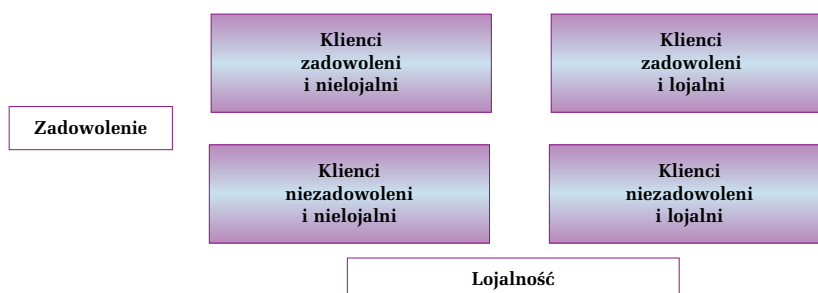 Klienci
zadowoleni
i nielojalni
Klienci
zadowoleni
i lojalni
Zadowolenie
Klienci
niezadowoleni
i nielojalni
Klienci
niezadowoleni
i lojalni
Lojalność